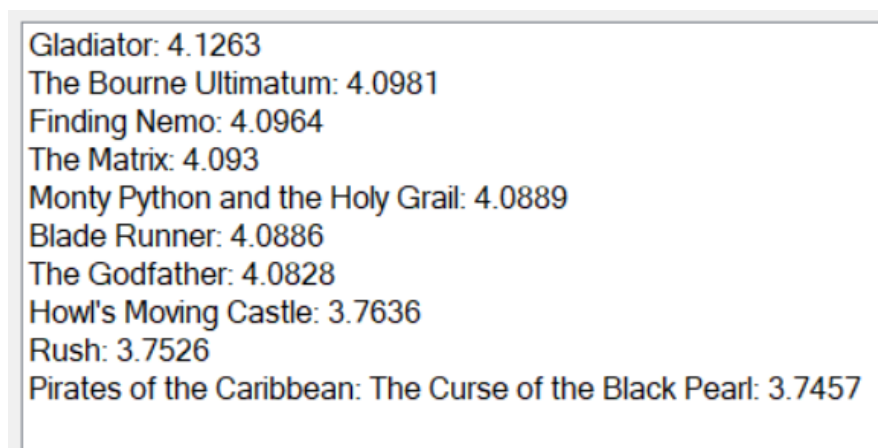 Gladiator: 4.1263
The Bourne Ultimatum: 4.0981
Finding Nemo: 4.0964
The Matrix: 4.093
Monty Python and the Holy Grail: 4.0889
Blade Runner: 4.0886
The Godfather: 4.0828
Howl's Moving Castle: 3.7636
Rush: 3.7526
Pirates of the Caribbean: The Curse of the Black Pearl: 3.7457